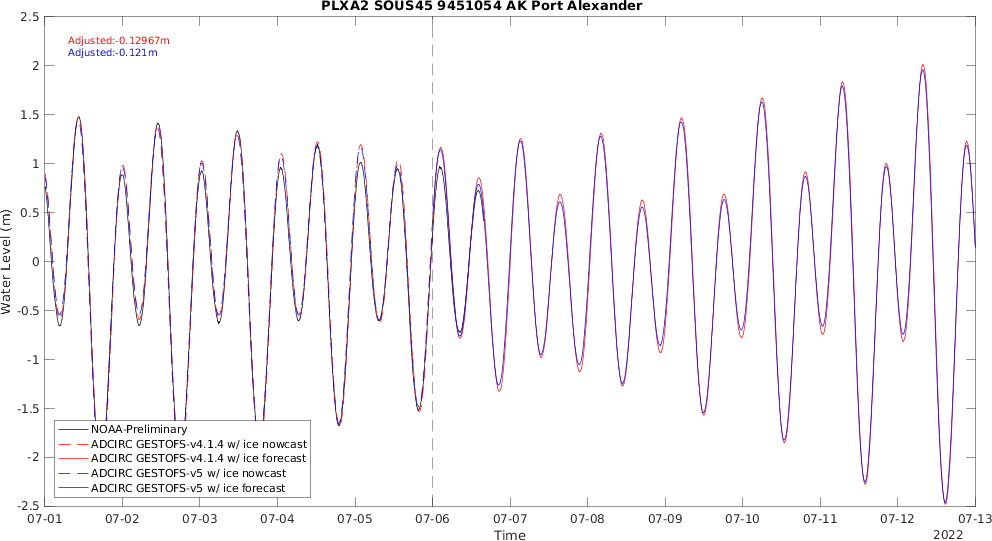 PLXA2 SOUS45 9451054 AK Port Alexander
2.5
Adjusted:-0.12967m
Adjusted:-0.121m
2
1.5
1
0.5
0
-0.5
-1
-1.5
-2
-2.5
Water Level (m)
NOAA-Preliminary
ADCIRC GESTOFS-v4.1.4 w/ ice nowcast
ADCIRC GESTOFS-v4.1.4 w/ ice forecast
ADCIRC GESTOFS-v5 w/ ice nowcast
ADCIRC GESTOFS-v5 w/ ice forecast
07-01 07-02 07-03 07-04 07-05 07-06 07-07 07-08 07-09 07-10 07-11 07-12 07-13
Time
2022